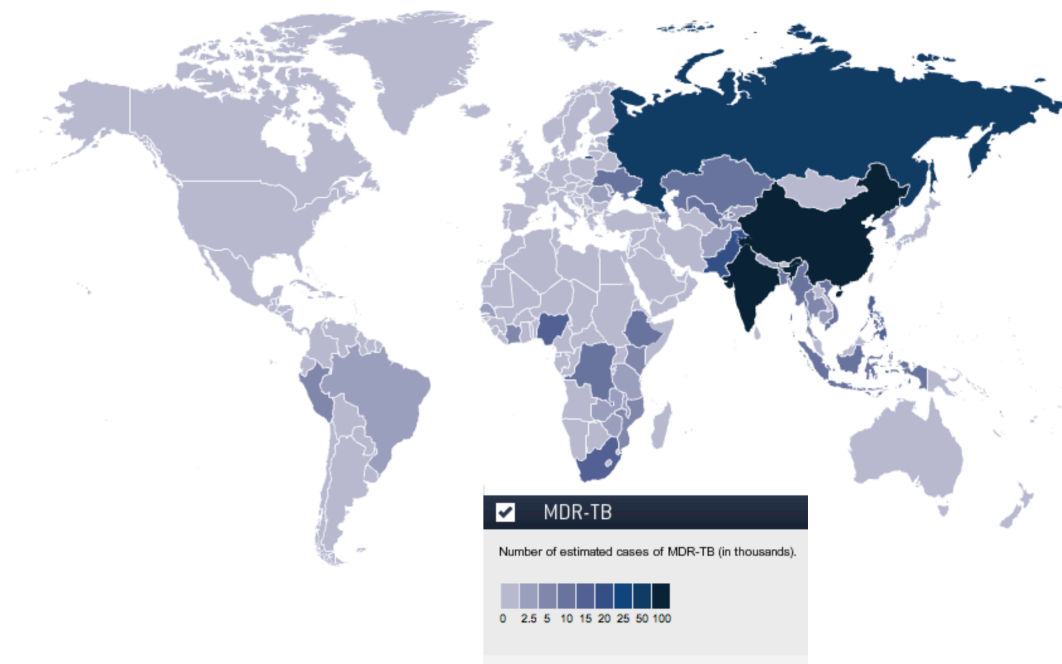 MDR-TB
Number of estimated cases of MDR-TB (in thousands).
0 2.5 5 10 15 20 25 50 100